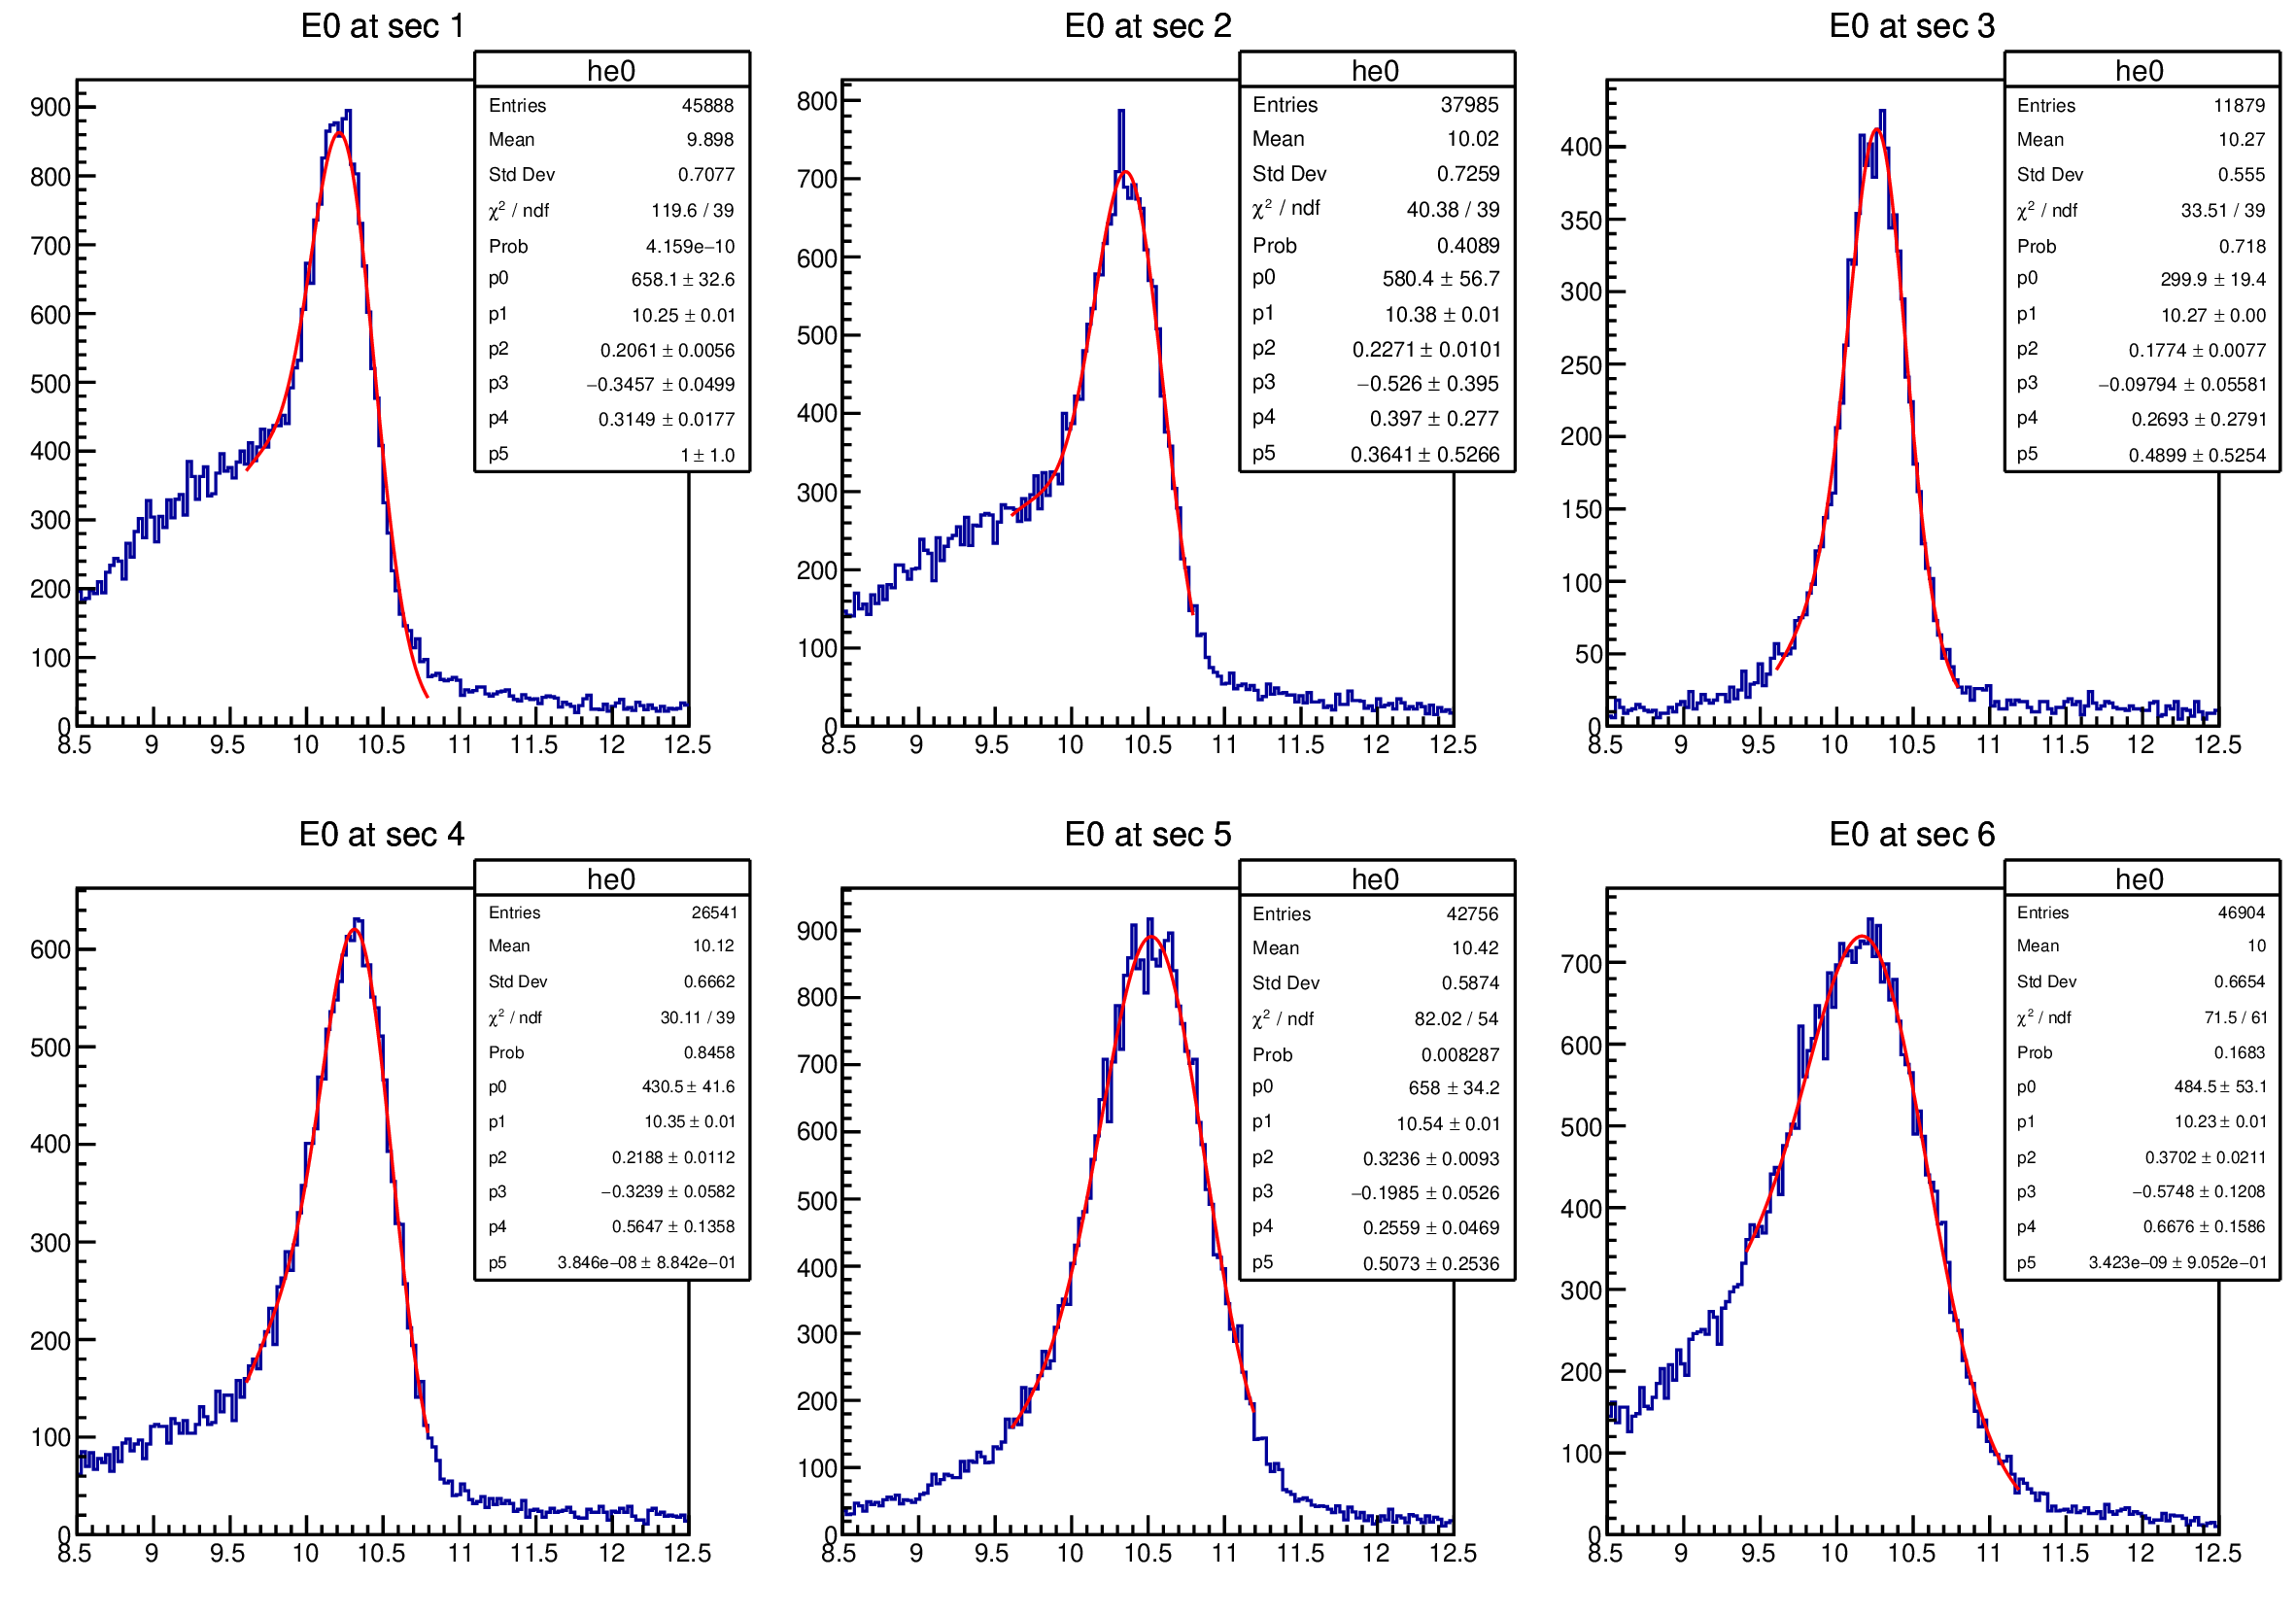 E0 at sec 1
he0
Entries 45888
Mean 9.898
Std Dev 0.7077
χ² / ndf 119.6 / 39
Prob 4.159e−10
p0 658.1 ± 32.6
p1 10.25 ± 0.01
p2 0.2061 ± 0.0056
p3 −0.3457 ± 0.0499
p4 0.3149 ± 0.0177
p5 1 ± 1.0
900
800
700
600
500
400
300
200
100
0
8.5 9 9.5 10 10.5 11 11.5 12 12.5
E0 at sec 2
he0
Entries 37985
Mean 10.02
Std Dev 0.7259
χ² / ndf 40.38 / 39
Prob 0.4089
p0 580.4 ± 56.7
p1 10.38 ± 0.01
p2 0.2271 ± 0.0101
p3 −0.526 ± 0.395
p4 0.397 ± 0.277
p5 0.3641 ± 0.5266
800
700
600
500
400
300
200
100
0
8.5 9 9.5 10 10.5 11 11.5 12 12.5
E0 at sec 3
he0
Entries 11879
Mean 10.27
Std Dev 0.555
χ² / ndf 33.51 / 39
Prob 0.718
p0 299.9 ± 19.4
p1 10.27 ± 0.00
p2 0.1774 ± 0.0077
p3 −0.09794 ± 0.05581
p4 0.2693 ± 0.2791
p5 0.4899 ± 0.5254
400
350
300
250
200
150
100
50
0
8.5 9 9.5 10 10.5 11 11.5 12 12.5
E0 at sec 4
he0
Entries 26541
Mean 10.12
Std Dev 0.6662
χ² / ndf 30.11 / 39
Prob 0.8458
p0 430.5 ± 41.6
p1 10.35 ± 0.01
p2 0.2188 ± 0.0112
p3 −0.3239 ± 0.0582
p4 0.5647 ± 0.1358
p5 3.846e−08 ± 8.842e−01
600
500
400
300
200
100
0
8.5 9 9.5 10 10.5 11 11.5 12 12.5
E0 at sec 5
he0
Entries 42756
Mean 10.42
Std Dev 0.5874
χ² / ndf 82.02 / 54
Prob 0.008287
p0 658 ± 34.2
p1 10.54 ± 0.01
p2 0.3236 ± 0.0093
p3 −0.1985 ± 0.0526
p4 0.2559 ± 0.0469
p5 0.5073 ± 0.2536
900
800
700
600
500
400
300
200
100
0
8.5 9 9.5 10 10.5 11 11.5 12 12.5
E0 at sec 6
he0
Entries 46904
Mean 10
Std Dev 0.6654
χ² / ndf 71.5 / 61
Prob 0.1683
p0 484.5 ± 53.1
p1 10.23 ± 0.01
p2 0.3702 ± 0.0211
p3 −0.5748 ± 0.1208
p4 0.6676 ± 0.1586
p5 3.423e−09 ± 9.052e−01
700
600
500
400
300
200
100
0
8.5 9 9.5 10 10.5 11 11.5 12 12.5